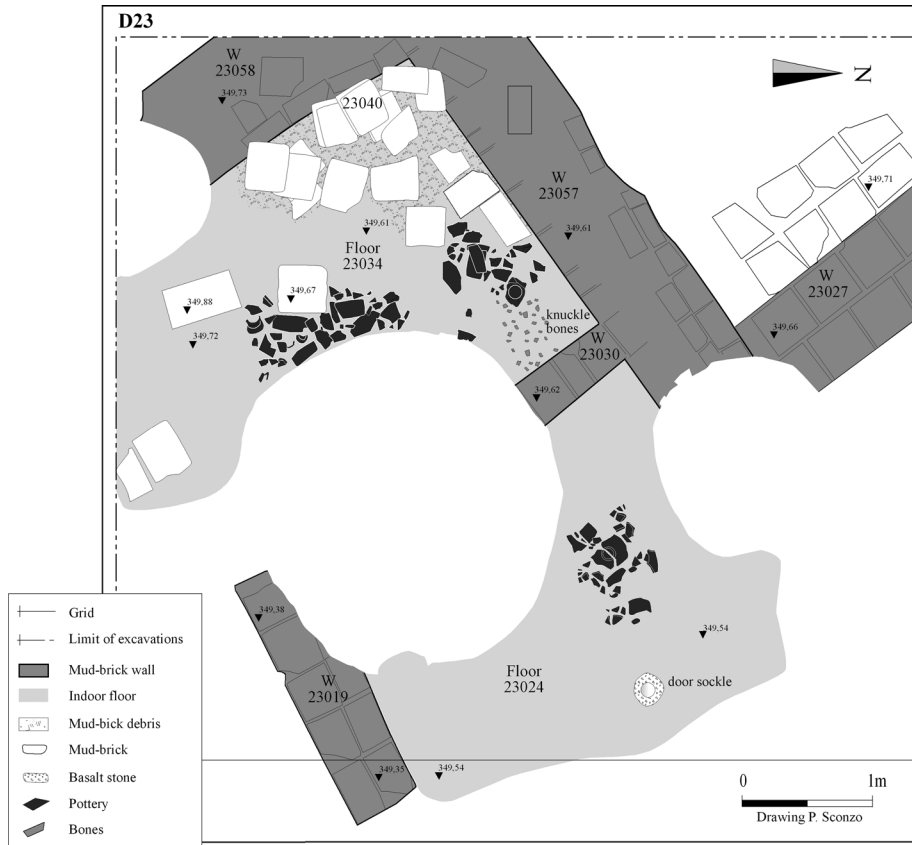 D23
W
23058
349,73
23040
W
23057
349,61
349,71
W
23027
349,66
349,61
Floor
23034
349,88
349,67
349,72
knuckle
bones
W
23030
349,62
N
349,38
W
23019
349,35
349,54
Floor
23024
349,54
door sockle
Grid
Limit of excavations
Mud-brick wall
Indoor floor
Mud-bick debris
Mud-brick
Basalt stone
Pottery
Bones
0 1m
Drawing P. Sconzo